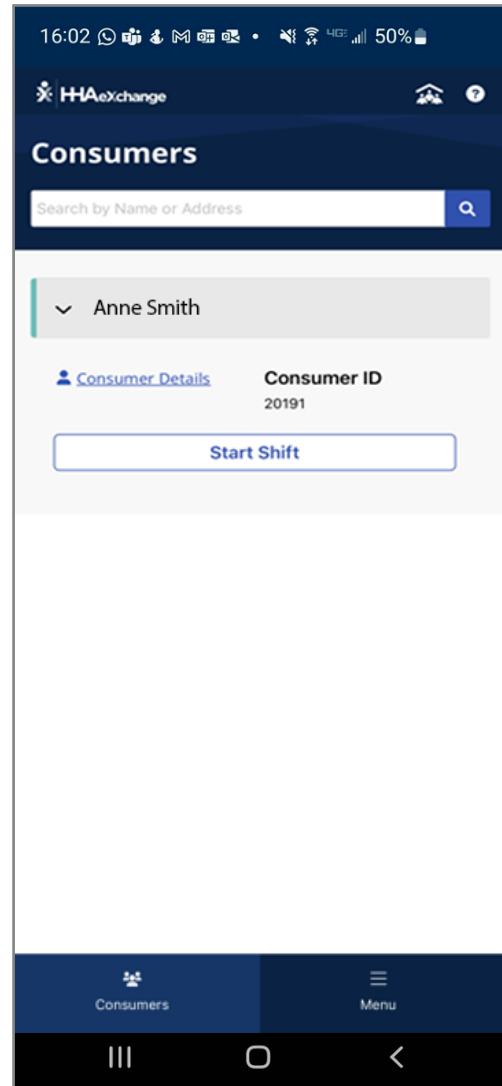 16:02 4GE 50%
HHAeXchange
Consumers
Search by Name or Address
Anne Smith
Consumer Details Consumer ID
20191
Start Shift
Consumers Menu